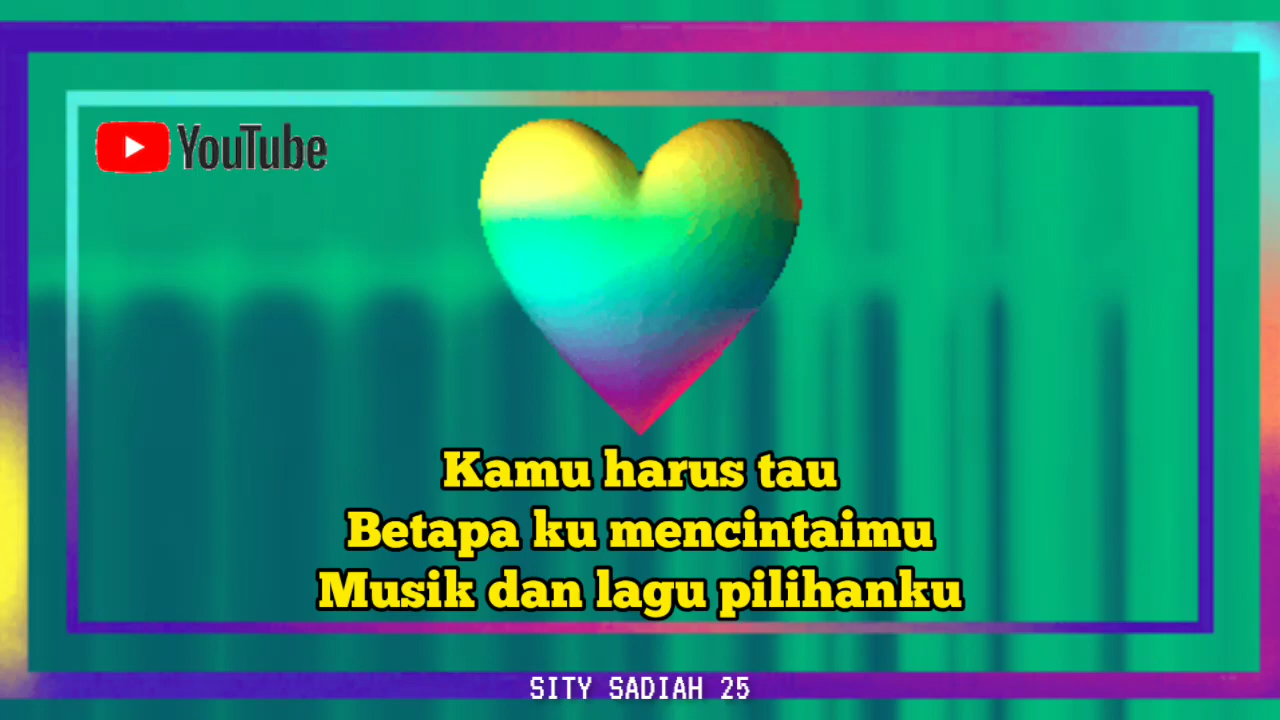 YouTube
Kamu harus tau
Betapa ku mencintaimu
Musik dan lagu pilihanku
SITY SADIAH 25